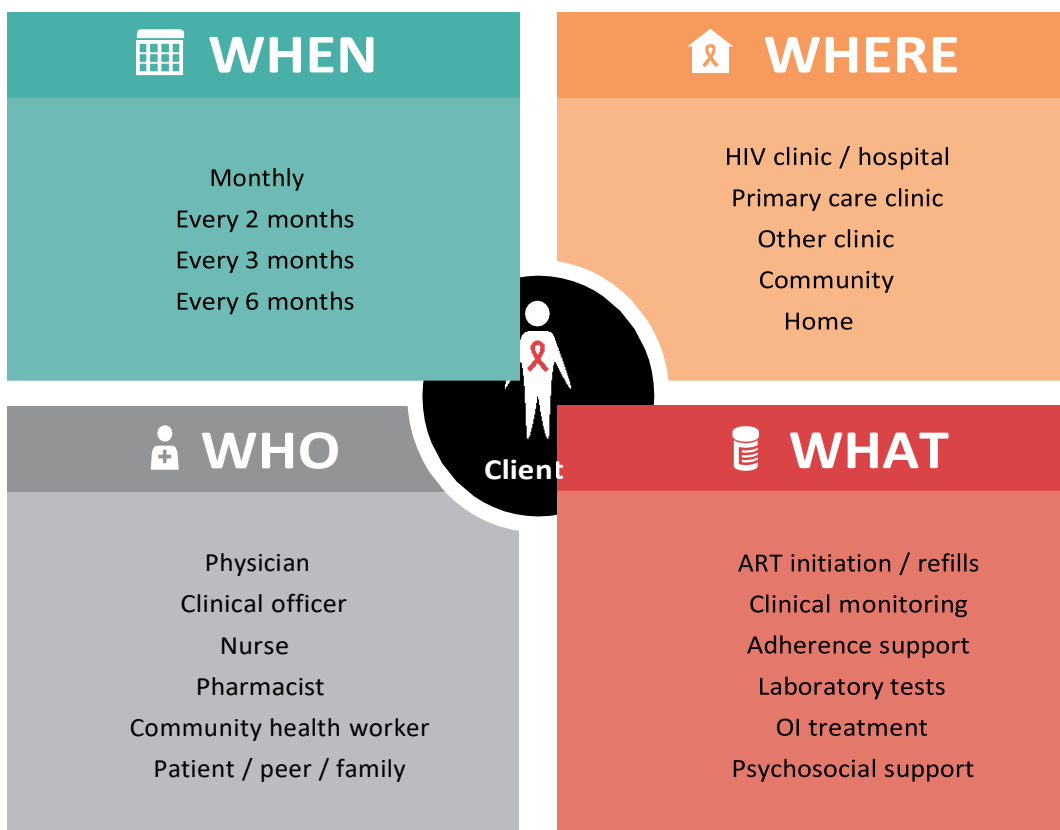 WHEN
Monthly
Every 2 months
Every 3 months
Every 6 months
WHERE
HIV clinic / hospital
Primary care clinic
Other clinic
Community
Home
Client
WHO
Physician
Clinical officer
Nurse
Pharmacist
Community health worker
Patient / peer / family
WHAT
ART initiation / refills
Clinical monitoring
Adherence support
Laboratory tests
OI treatment
Psychosocial support